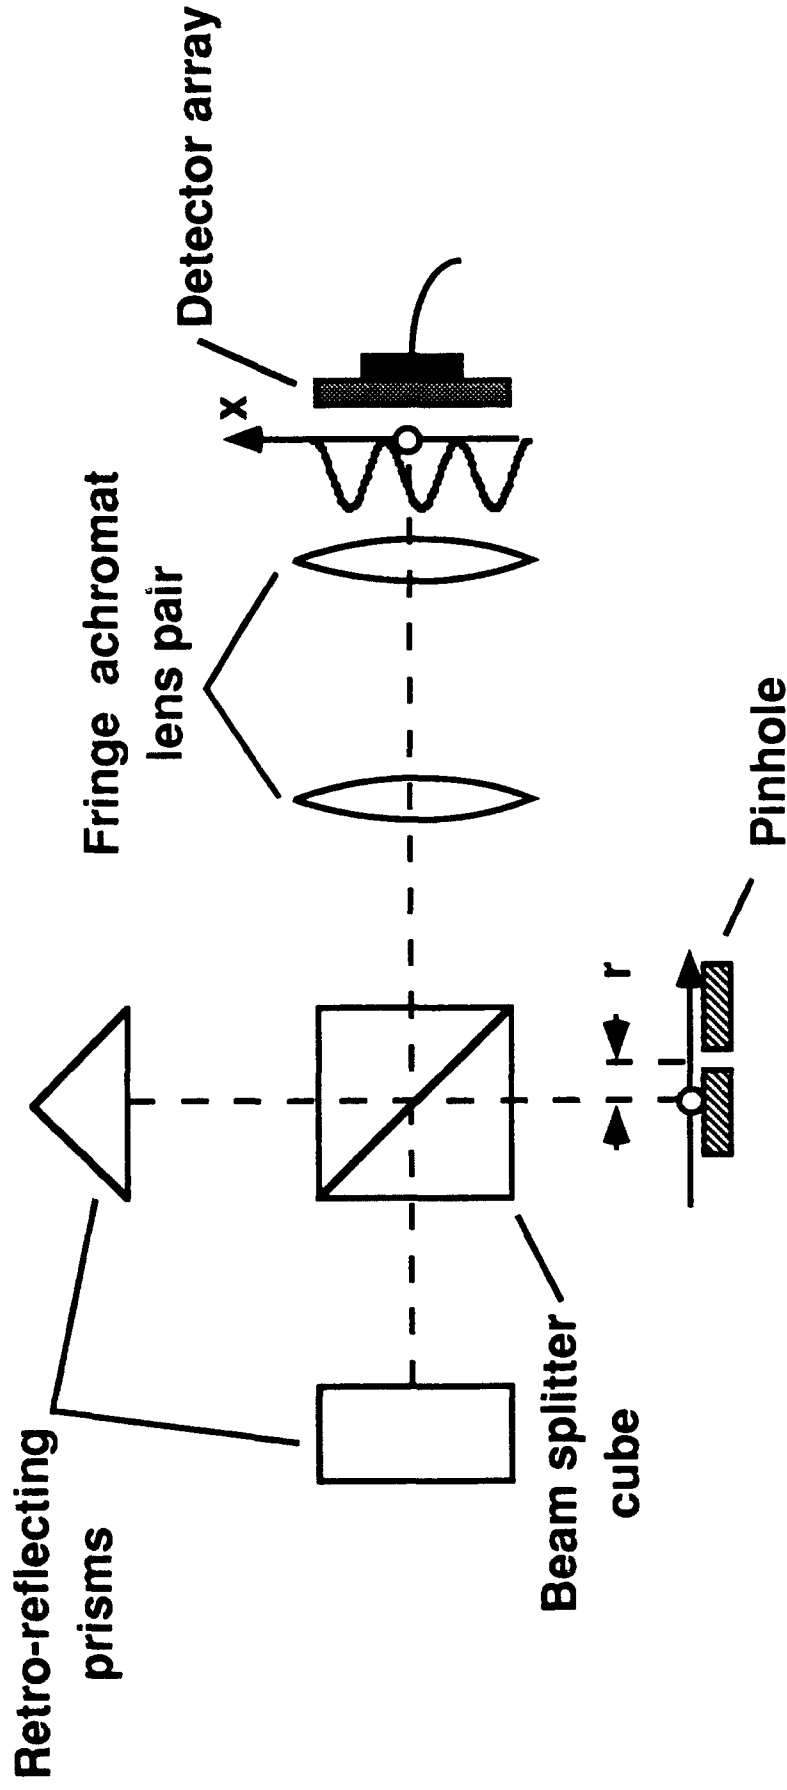 Retro-reflecting
prisms
Fringe achromat
lens pair
Detector array
x
Beam splitter
cube
r
Pinhole